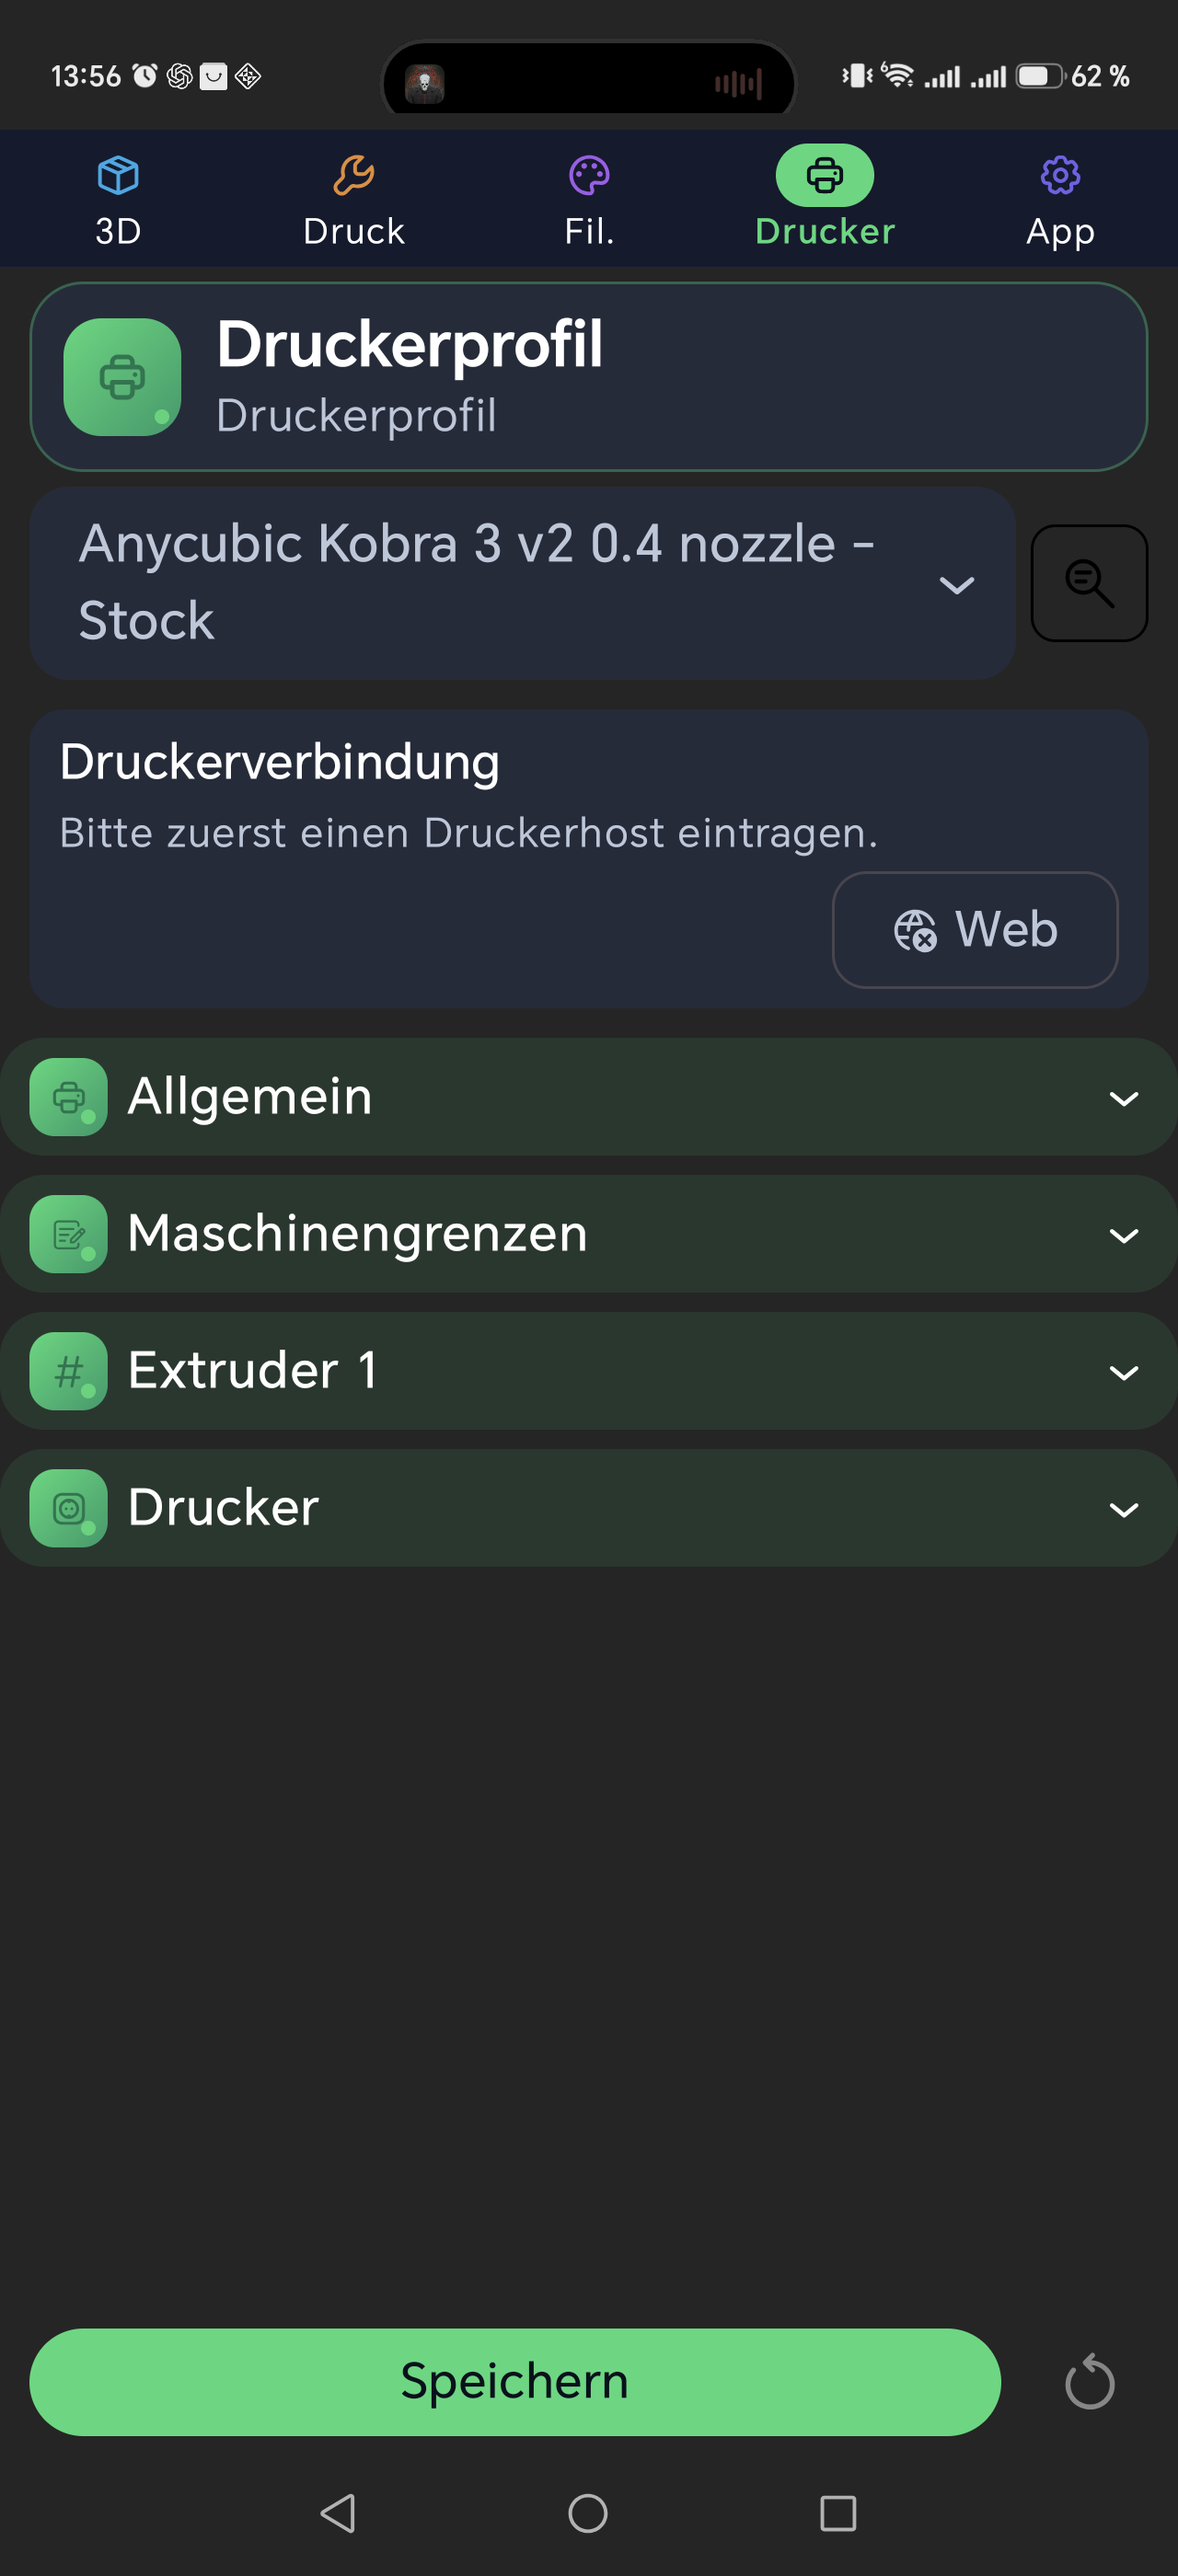 13:56
6
62 %
3D
Druck
Fil.
Drucker
App
Druckerprofil
Druckerprofil
Anycubic Kobra 3 v2 0.4 nozzle -
Stock
Druckerverbindung
Bitte zuerst einen Druckerhost eintragen.
Web
Allgemein
Maschinengrenzen
# Extruder 1
Drucker
Speichern